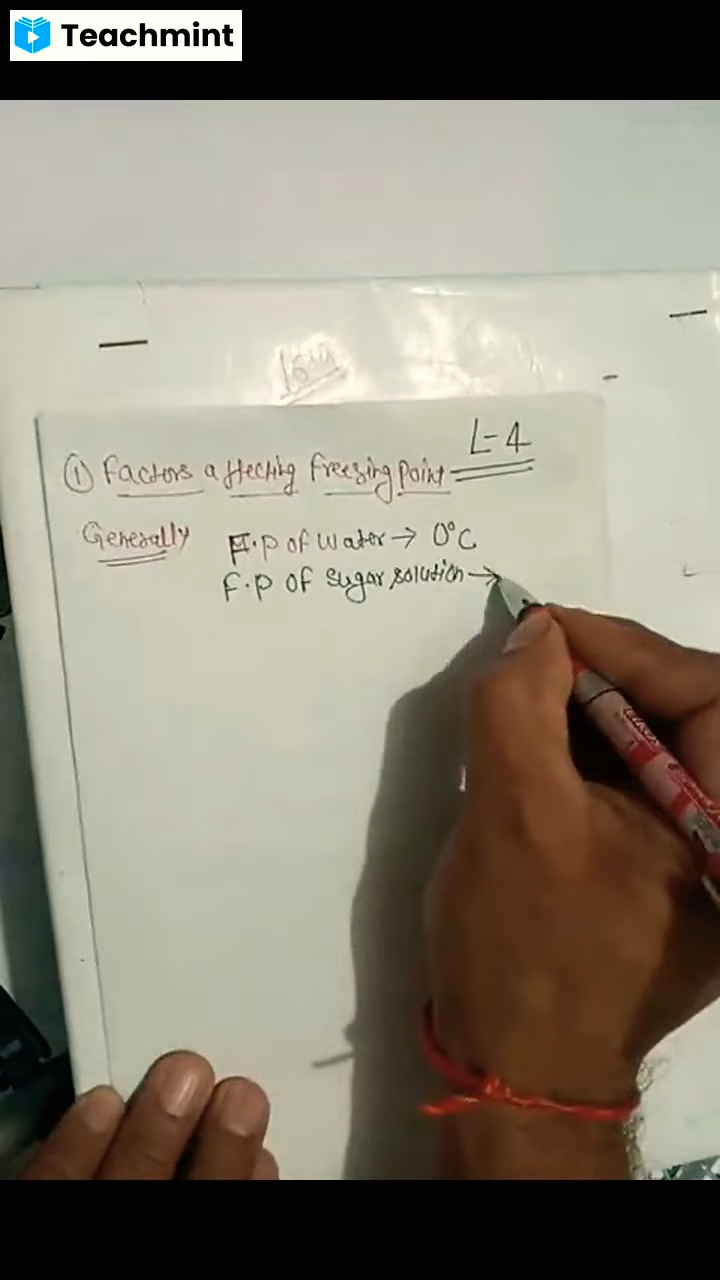 Teachmint
L-4
① Factors affecting freezing point
Generally
F.p of water → 0°C
F.p of sugar solution →